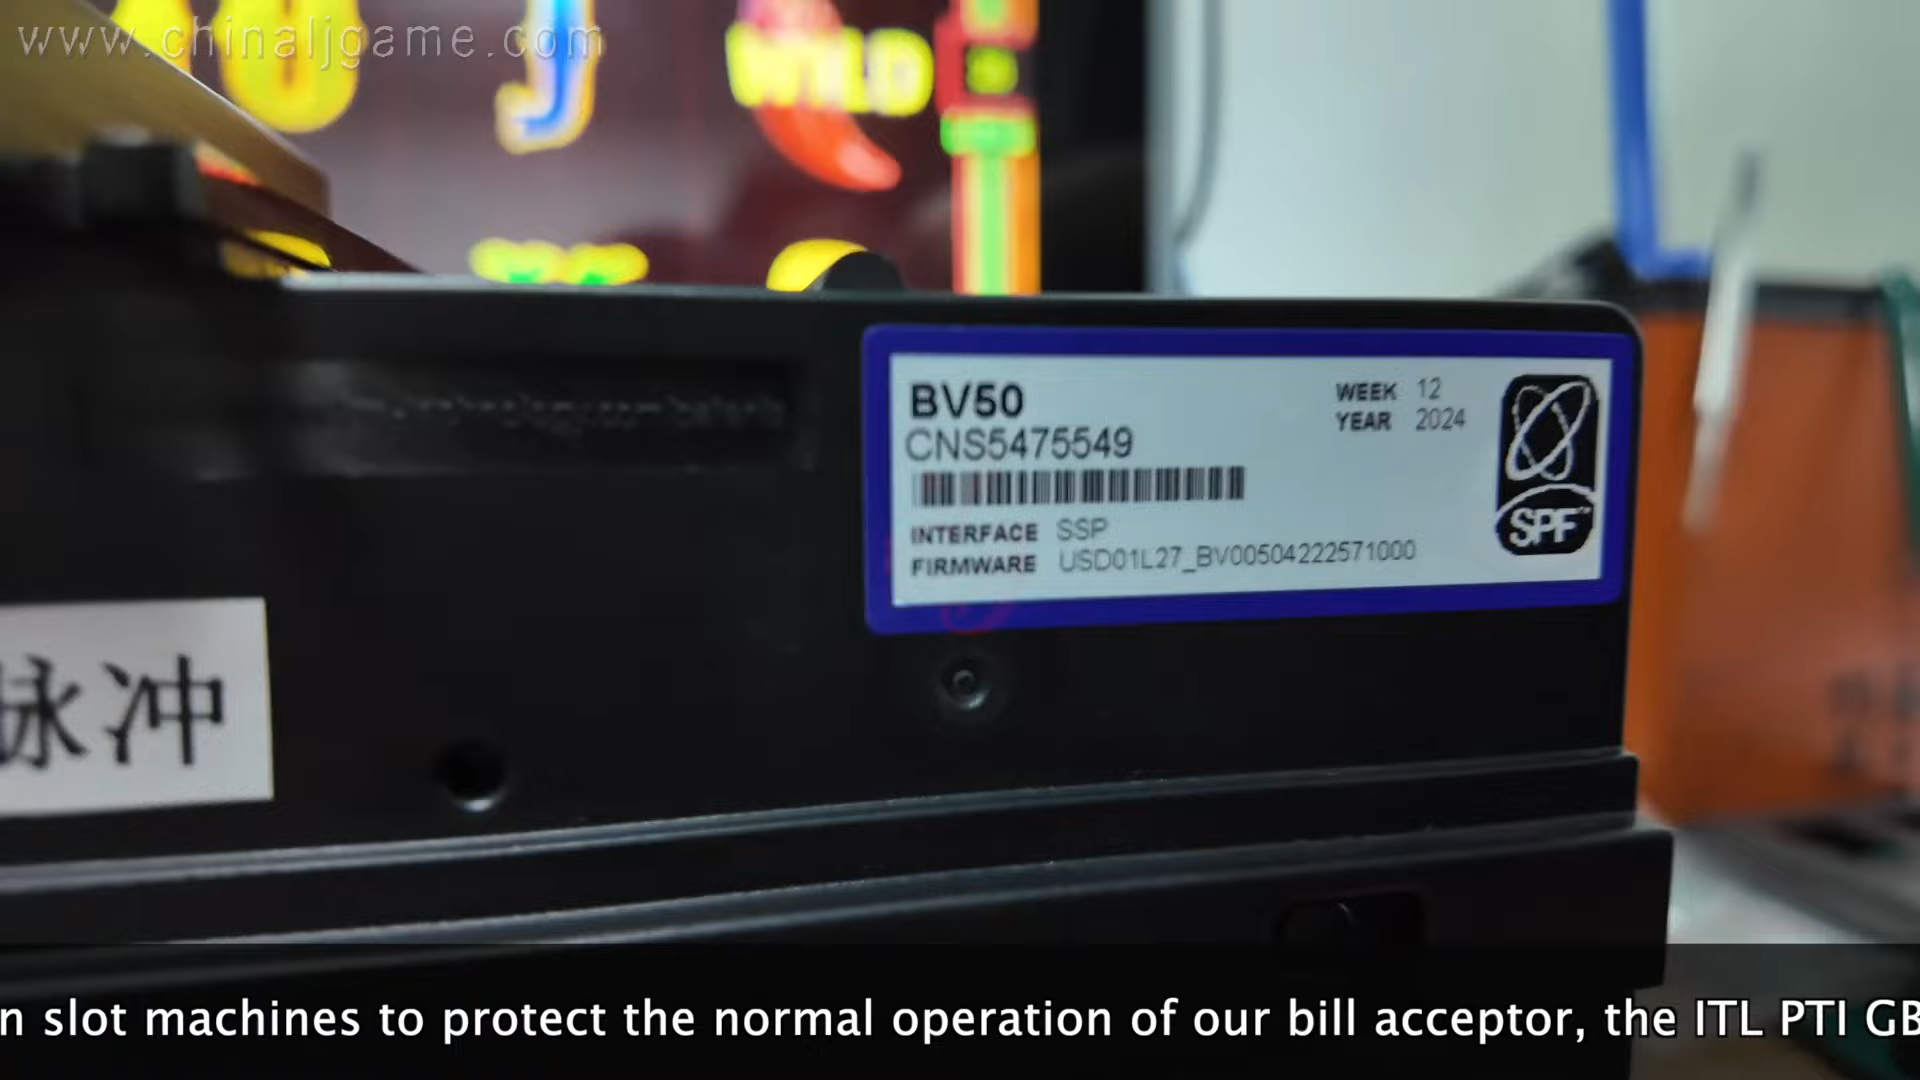 www.chinaljgame.com
J
WILD
BV50
CNS5475549
WEEK 12
YEAR 2024
INTERFACE SSP
FIRMWARE USD01L27_BV00504222571000
SPF
脉冲
n slot machines to protect the normal operation of our bill acceptor, the ITL PTI GB